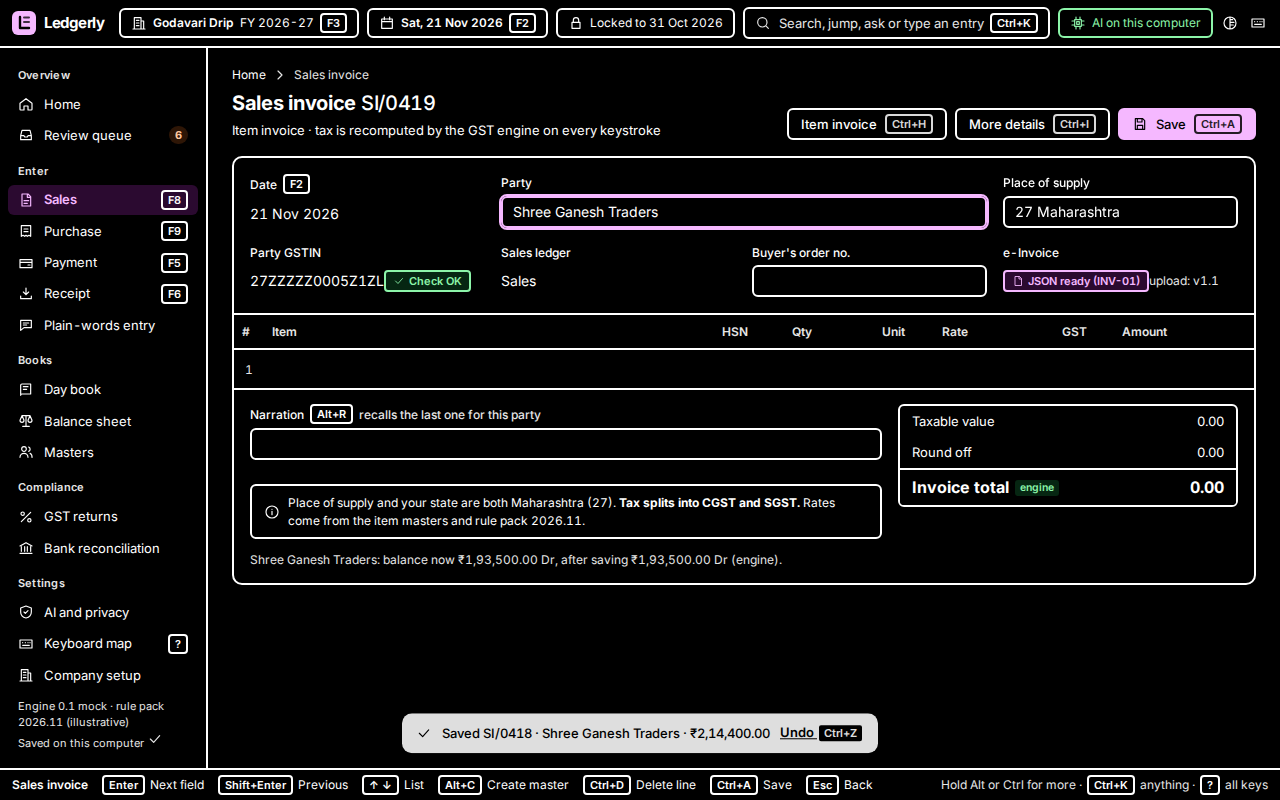 Ledgerly
Godavari Drip FY 2026-27 F3
Sat, 21 Nov 2026 F2
Locked to 31 Oct 2026
Search, jump, ask or type an entry Ctrl+K
AI on this computer
Overview
Home
Review queue 6
Enter
Sales F8
Purchase F9
Payment F5
Receipt F6
Plain-words entry
Books
Day book
Balance sheet
Masters
Compliance
GST returns
Bank reconciliation
Settings
AI and privacy
Keyboard map ?
Company setup
Engine 0.1 mock · rule pack
2026.11 (illustrative)
Saved on this computer
Home Sales invoice
Sales invoice SI/0419
Item invoice · tax is recomputed by the GST engine on every keystroke
Item invoice Ctrl+H
More details Ctrl+I
Save Ctrl+A
Date F2
21 Nov 2026
Party
Shree Ganesh Traders
Place of supply
27 Maharashtra
Party GSTIN
27ZZZZZ0005Z1ZL Check OK
Sales ledger
Sales
Buyer's order no.
e-Invoice
JSON ready (INV-01) upload: v1.1
# Item HSN Qty Unit Rate GST Amount
1
Narration Alt+R recalls the last one for this party
Place of supply and your state are both Maharashtra (27). Tax splits into CGST and SGST. Rates
come from the item masters and rule pack 2026.11.
Shree Ganesh Traders: balance now ₹1,93,500.00 Dr, after saving ₹1,93,500.00 Dr (engine).
Taxable value 0.00
Round off 0.00
Invoice total engine 0.00
Saved SI/0418 · Shree Ganesh Traders · ₹2,14,400.00 Undo Ctrl+Z
Sales invoice Enter Next field Shift+Enter Previous ↑ ↓ List Alt+C Create master Ctrl+D Delete line Ctrl+A Save Esc Back Hold Alt or Ctrl for more · Ctrl+K anything · ? all keys